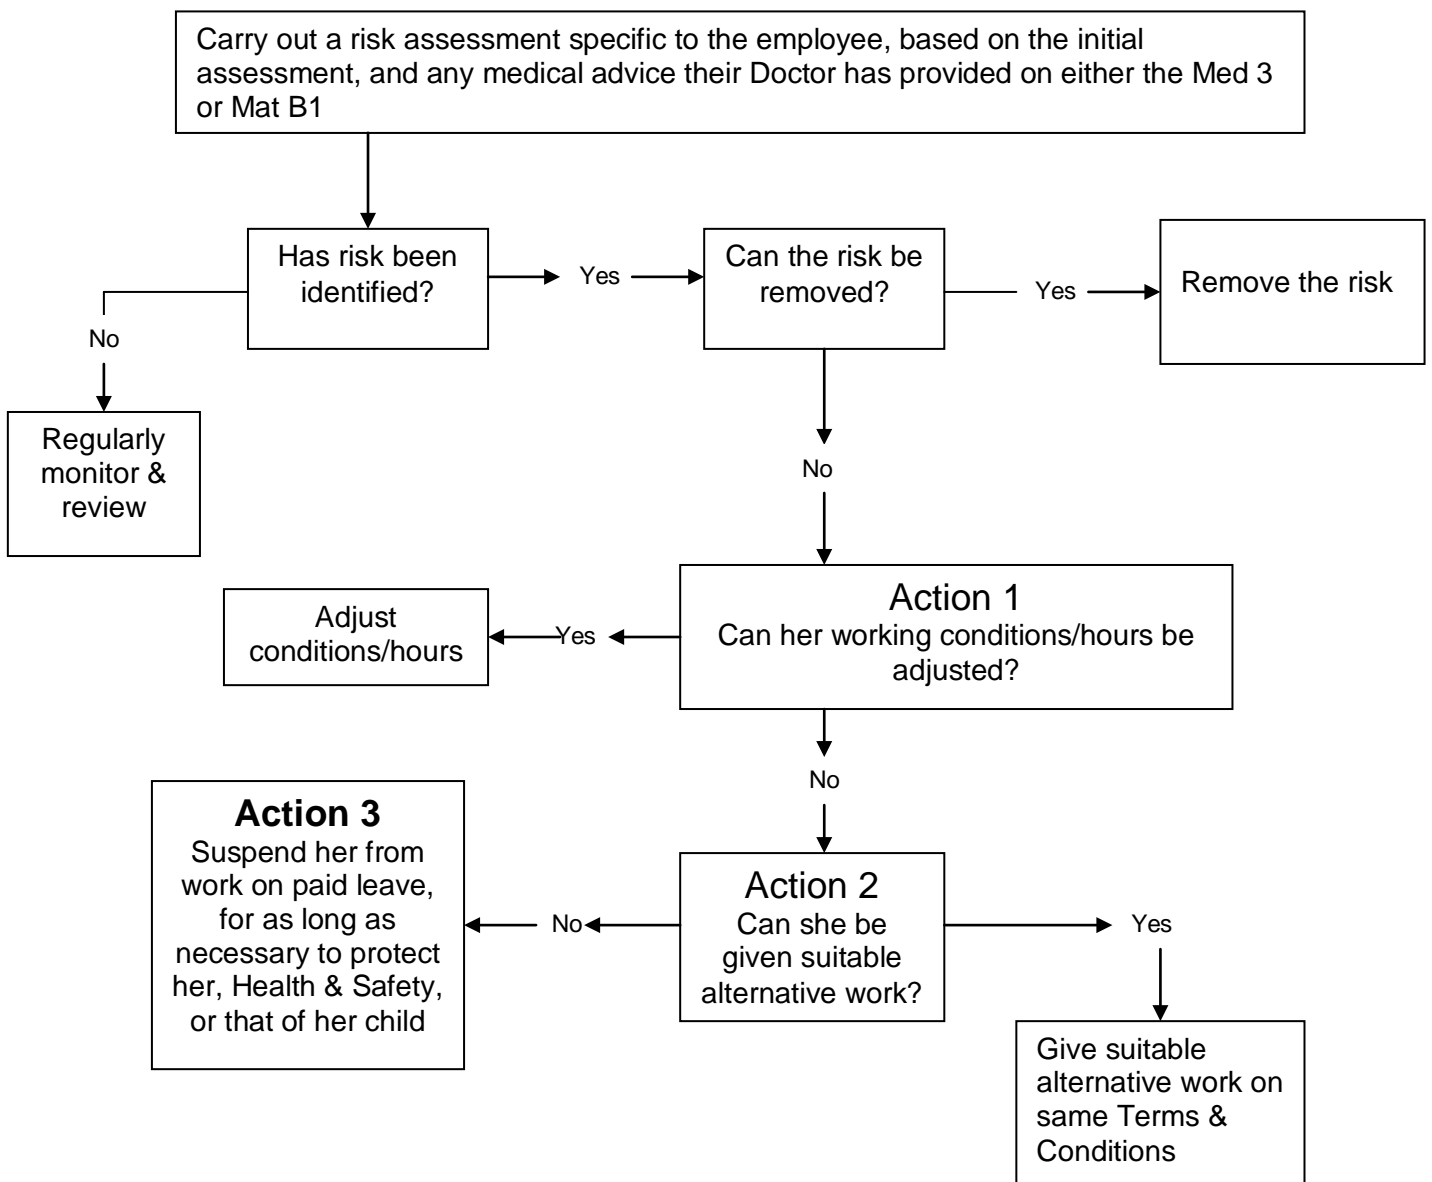 Carry out a risk assessment specific to the employee, based on the initial
assessment, and any medical advice their Doctor has provided on either the Med 3
or Mat B1
Has risk been
identified?
Yes
Can the risk be
removed?
Yes
Remove the risk
No
Regularly
monitor &
review
No
Action 1
Can her working conditions/hours be
adjusted?
Yes
Adjust
conditions/hours
No
Action 2
Can she be
given suitable
alternative work?
No
Action 3
Suspend her from
work on paid leave,
for as long as
necessary to protect
her, Health & Safety,
or that of her child
Yes
Give suitable
alternative work on
same Terms &
Conditions